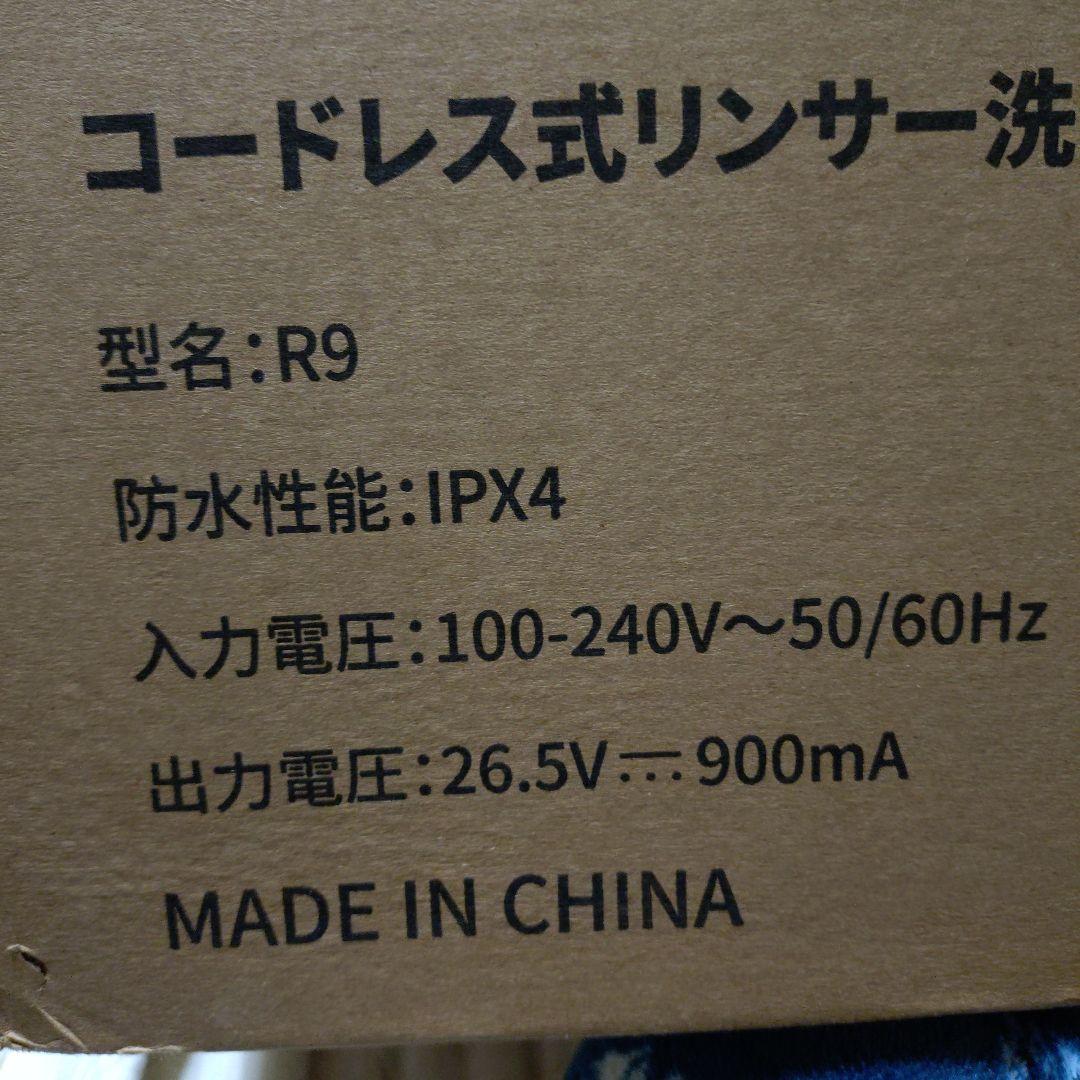 コードレス式リンサー洗
型名：R9
防水性能：IPX4
入力電圧：100-240V～50/60Hz
出力電圧：26.5V⎓900mA
MADE IN CHINA